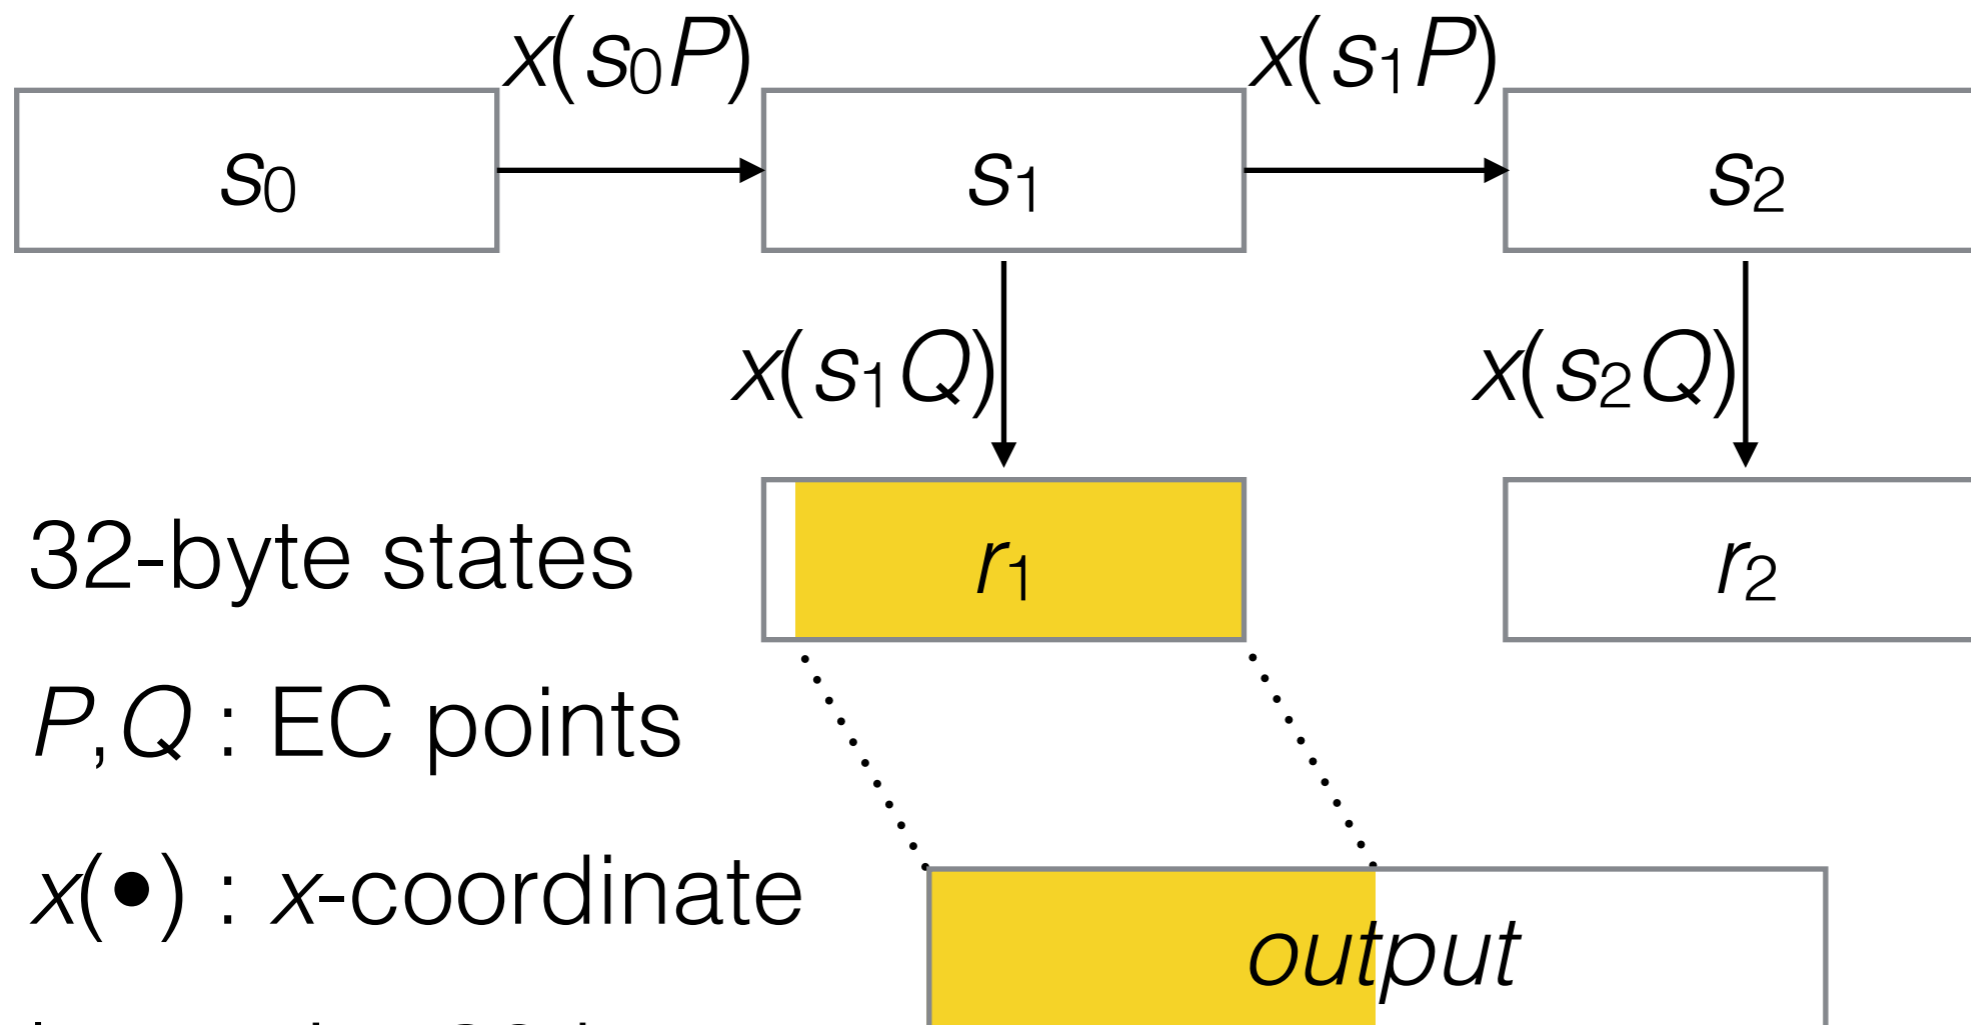 x(s₀P) x(s₁P)
s₀ s₁ s₂
x(s₁Q) x(s₂Q)
32-byte states r₁ r₂
P,Q : EC points
x(•) : x-coordinate
output